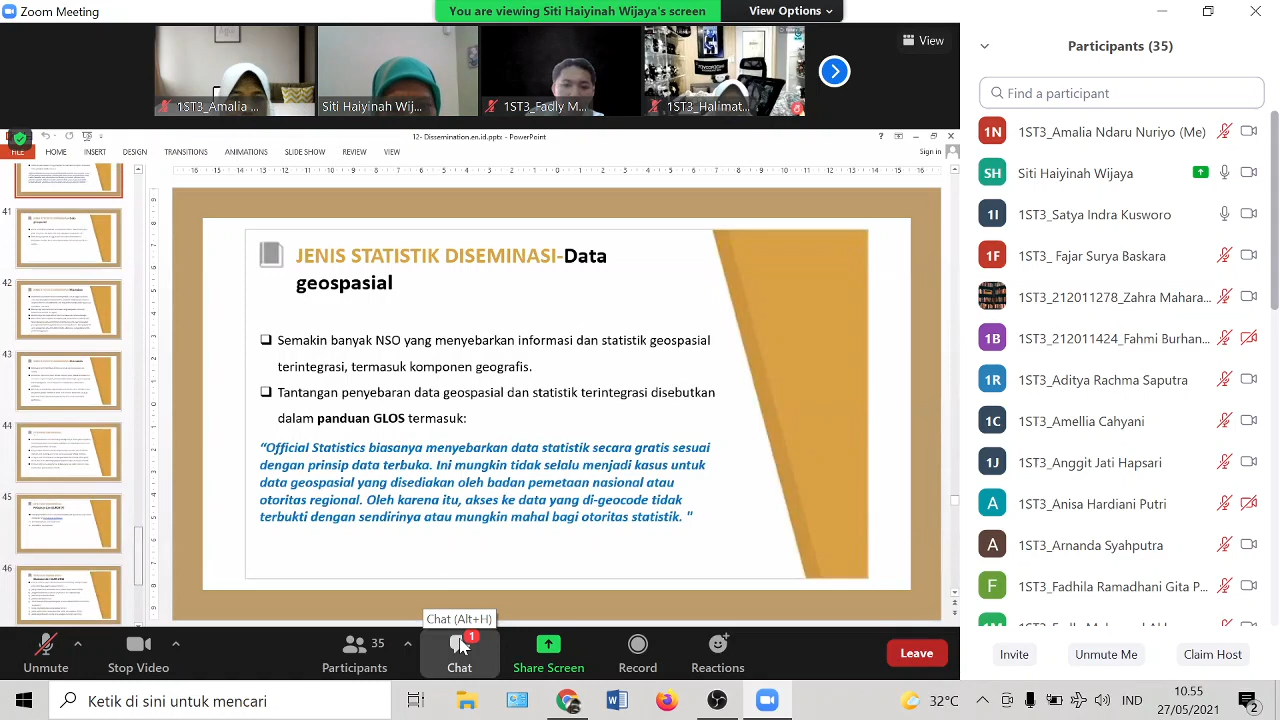 Zoom Meeting
You are viewing Siti Haiyinah Wijaya's screen
View Options
View
1ST3_Amalia ...
Siti Haiyinah Wij...
1ST3_Fadly M...
1ST3_Halimat...
12- Dissemination.en.id.pptx - PowerPoint
Sign in
FILE
HOME
INSERT
DESIGN
TRANSITIONS
ANIMATIONS
SLIDE SHOW
REVIEW
VIEW
41
42
43
44
45
46
JENIS STATISTIK DISEMINASI-Data
geospasial
Semakin banyak NSO yang menyebarkan informasi dan statistik geospasial
terintegrasi, termasuk komponen geografis.
Tantangan penyebaran data geospasial dan statistik terintegrasi disebutkan
dalam panduan GLOS termasuk:
“Official Statistics biasanya menyebarkan data statistik secara gratis sesuai
dengan prinsip data terbuka. Ini mungkin tidak selalu menjadi kasus untuk
data geospasial yang disediakan oleh badan pemetaan nasional atau
otoritas regional. Oleh karena itu, akses ke data yang di-geocode tidak
terbukti dengan sendirinya atau mungkin mahal bagi otoritas statistik. "
Participants (35)
Find a participant
1N 1ST3_Amalia Ndaru Nuriyo (Me)
SH Siti Haiyinah Wijaya
1I 1ST3_Satya Indra Kusworo
1F 1ST3_ Fajar Surya Baskara
1ST3_212011278_Zahra Mahara...
1B 1ST3_212011424_Fahmi Burhan...
1R 1ST3_Aditya Rachma Saputra
1C 1ST3_Amellia Cahyani
1J 1ST3_Anggit Jati Hapsari
A 1ST3_Anisa Hardiani Putri
A 1ST3_Arnanda Syahputra
F 1ST3_Fadhila Ramadhani Gita P...
Chat (Alt+H)
Unmute
Stop Video
35
Participants
1
Chat
Share Screen
Record
Reactions
Leave
Invite
Unmute Me
Claim Host
Ketik di sini untuk mencari
32°C
IND
10.55
27/05/2021
2